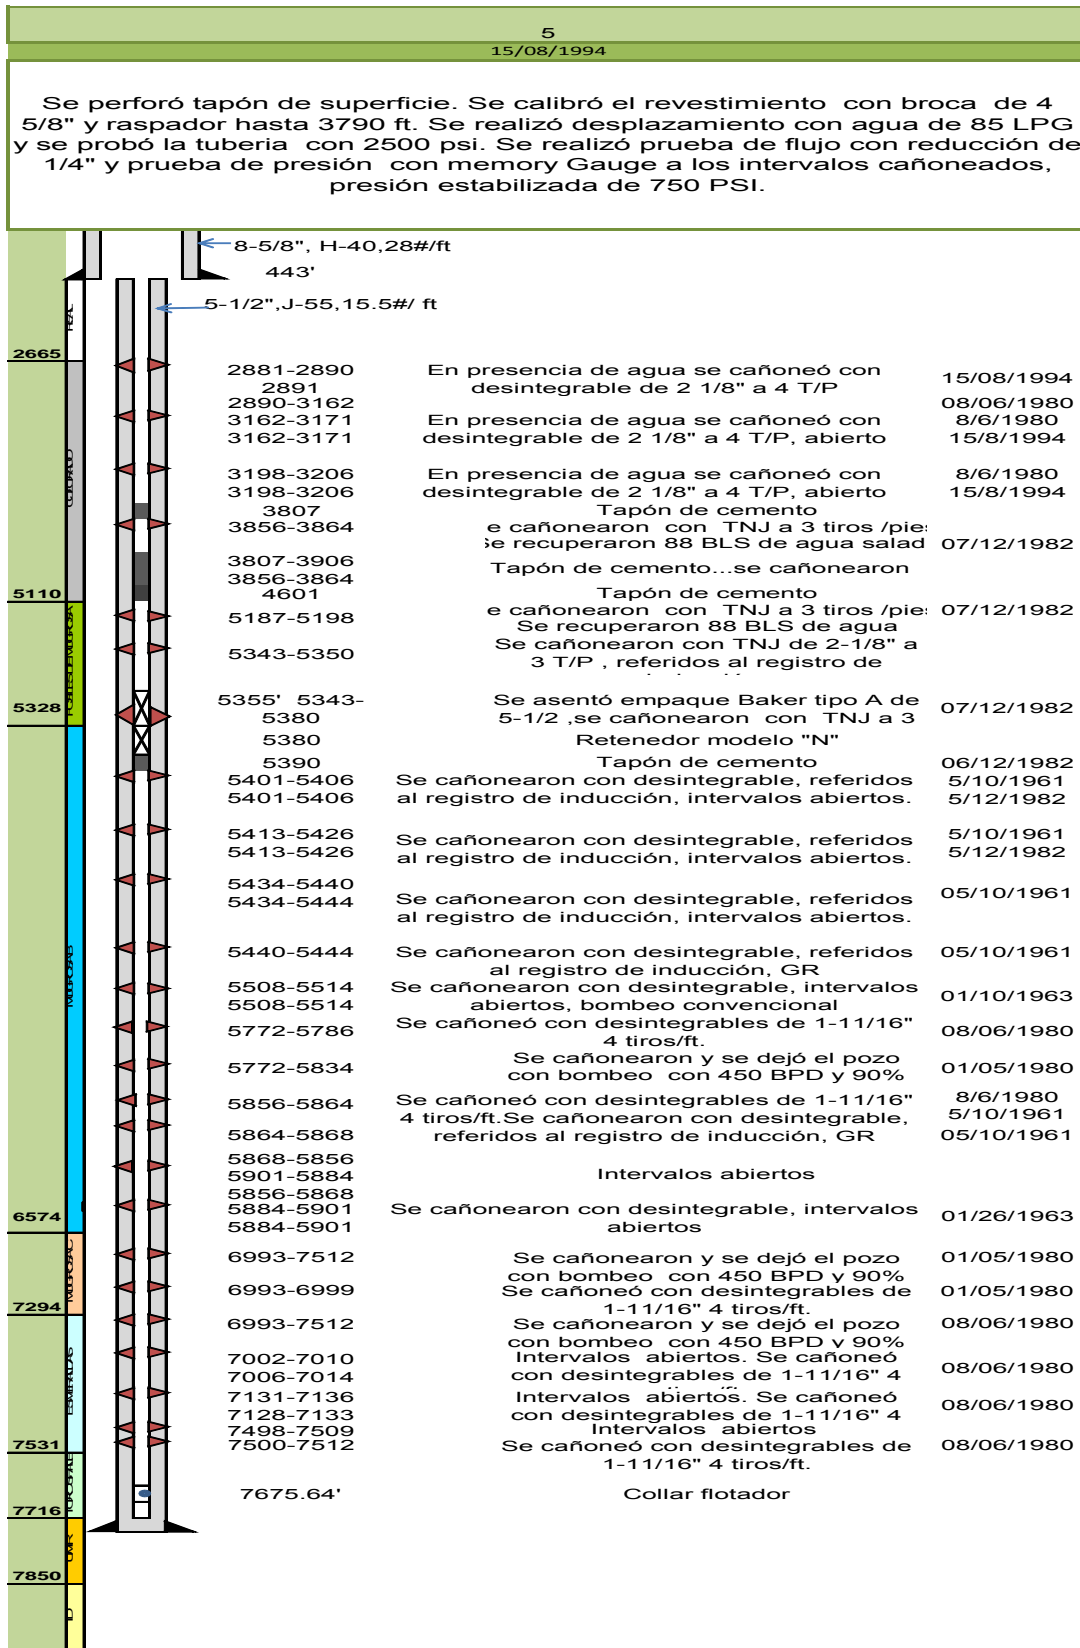 5
15/08/1994
Se perforó tapón de superficie. Se calibró el revestimiento con broca de 4
5/8" y raspador hasta 3790 ft. Se realizó desplazamiento con agua de 85 LPG
y se probó la tuberia con 2500 psi. Se realizó prueba de flujo con reducción de
1/4" y prueba de presión con memory Gauge a los intervalos cañoneados,
presión estabilizada de 750 PSI.
8-5/8", H-40,28#/ft
443'
5-1/2",J-55,15.5#/ ft
2665
2881-2890 En presencia de agua se cañoneó con
2891 desintegrable de 2 1/8" a 4 T/P 15/08/1994
2890-3162 08/06/1980
3162-3171 En presencia de agua se cañoneó con 8/6/1980
3162-3171 desintegrable de 2 1/8" a 4 T/P, abierto 15/8/1994
3198-3206 En presencia de agua se cañoneó con 8/6/1980
3198-3206 desintegrable de 2 1/8" a 4 T/P, abierto 15/8/1994
3807 Tapón de cemento
3856-3864 e cañonearon con TNJ a 3 tiros /pie
se recuperaron 88 BLS de agua salad 07/12/1982
3807-3906 Tapón de cemento...se cañonearon
3856-3864
5110 4601 Tapón de cemento
5187-5198 e cañonearon con TNJ a 3 tiros /pie 07/12/1982
Se recuperaron 88 BLS de agua
5343-5350 Se cañonearon con TNJ de 2-1/8" a
3 T/P , referidos al registro de
5328 5355' 5343- Se asentó empaque Baker tipo A de 07/12/1982
5380 5-1/2 ,se cañonearon con TNJ a 3
5380 Retenedor modelo "N"
5390 Tapón de cemento 06/12/1982
5401-5406 Se cañonearon con desintegrable, referidos 5/10/1961
5401-5406 al registro de inducción, intervalos abiertos. 5/12/1982
5413-5426 Se cañonearon con desintegrable, referidos 5/10/1961
5413-5426 al registro de inducción, intervalos abiertos. 5/12/1982
5434-5440 Se cañonearon con desintegrable, referidos 05/10/1961
5434-5444 al registro de inducción, intervalos abiertos.
5440-5444 Se cañonearon con desintegrable, referidos 05/10/1961
al registro de inducción, GR
5508-5514 Se cañonearon con desintegrable, intervalos 01/10/1963
5508-5514 abiertos, bombeo convencional
5772-5786 Se cañoneó con desintegrables de 1-11/16" 08/06/1980
4 tiros/ft.
5772-5834 Se cañonearon y se dejó el pozo 01/05/1980
con bombeo con 450 BPD y 90%
5856-5864 Se cañoneó con desintegrables de 1-11/16" 8/6/1980
4 tiros/ft.Se cañonearon con desintegrable, 5/10/1961
5864-5868 referidos al registro de inducción, GR 05/10/1961
5868-5856
5901-5884 Intervalos abiertos
5856-5868
6574 5884-5901 Se cañonearon con desintegrable, intervalos 01/26/1963
5884-5901 abiertos
6993-7512 Se cañonearon y se dejó el pozo 01/05/1980
con bombeo con 450 BPD y 90%
6993-6999 Se cañoneó con desintegrables de 01/05/1980
7294 1-11/16" 4 tiros/ft.
6993-7512 Se cañonearon y se dejó el pozo 08/06/1980
con bombeo con 450 BPD y 90%
7002-7010 Intervalos abiertos. Se cañoneó
7006-7014 con desintegrables de 1-11/16" 4 08/06/1980
7131-7136 Intervalos abiertos. Se cañoneó
7128-7133 con desintegrables de 1-11/16" 4 08/06/1980
7498-7509 Intervalos abiertos
7531 7500-7512 Se cañoneó con desintegrables de 08/06/1980
1-11/16" 4 tiros/ft.
7675.64' Collar flotador
7716
7850